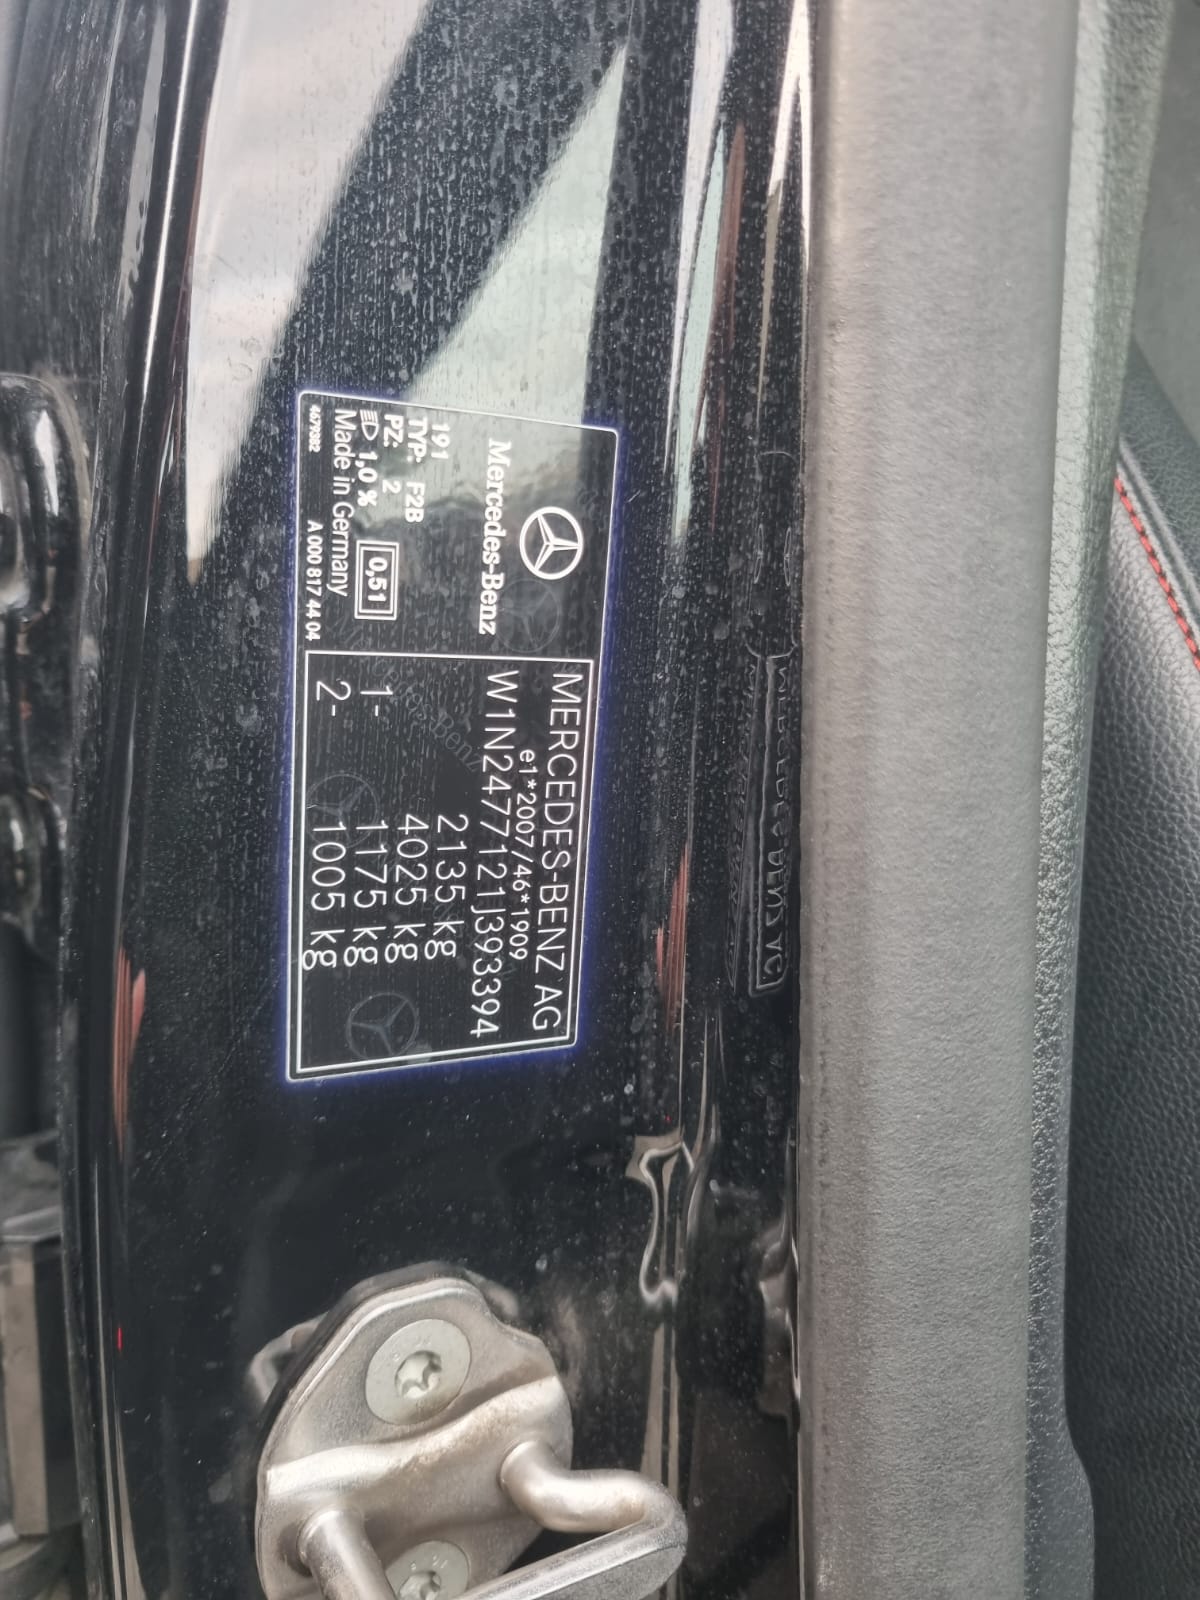 Mercedes-Benz
191
TYP: F2B
PZ: 2
1,0 % 0,51
Made in Germany
4679382 A 000 817 44 04
MERCEDES-BENZ AG
e1*2007/46*1909
W1N2477121J393394
2135 kg
4025 kg
1- 1175 kg
2- 1005 kg